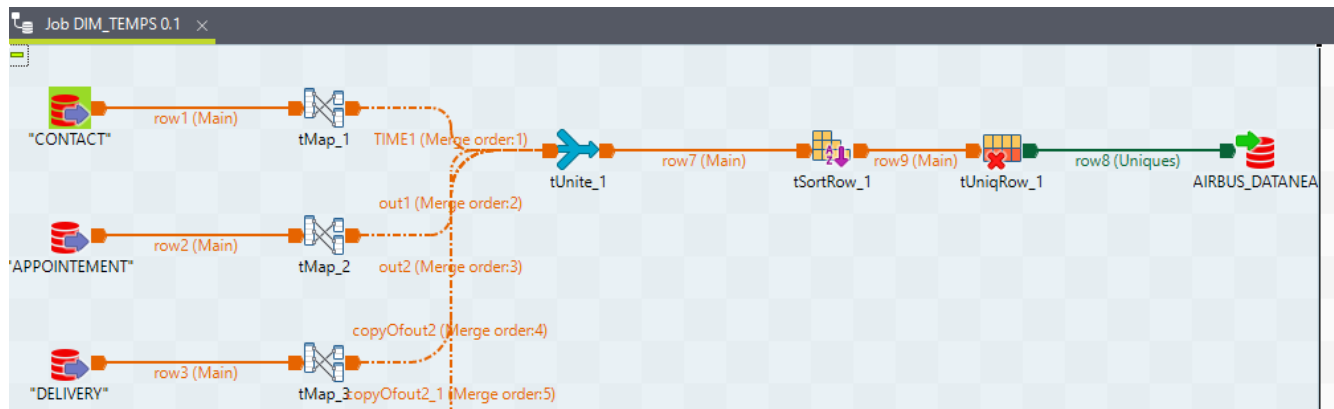 Job DIM_TEMPS 0.1
row1 (Main)
"CONTACT"
tMap_1
TIME1 (Merge order:1)
row7 (Main)
row9 (Main)
row8 (Uniques)
tUnite_1
tSortRow_1
tUniqRow_1
AIRBUS_DATANEA
out1 (Merge order:2)
row2 (Main)
"APPOINTEMENT"
tMap_2
out2 (Merge order:3)
copyOfout2 (Merge order:4)
row3 (Main)
"DELIVERY"
tMap_3
copyOfout2_1 (Merge order:5)